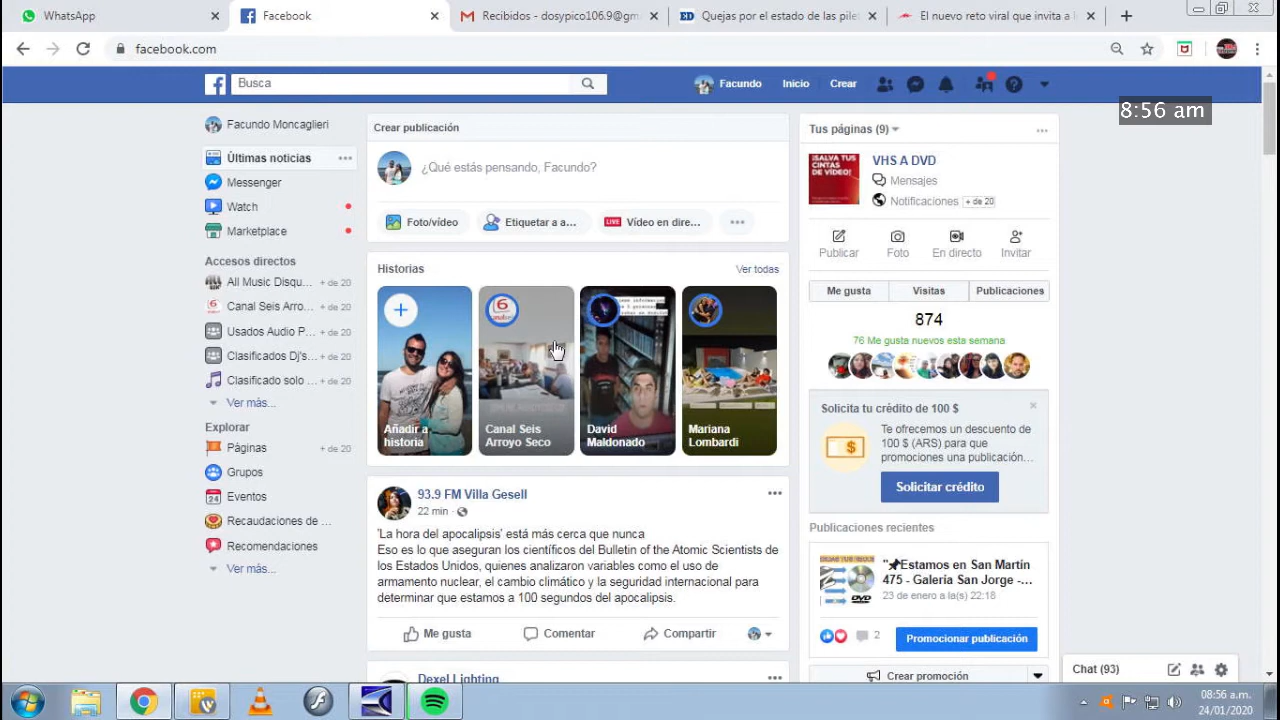 WhatsApp
Facebook
Recibidos - dosypico106.9@gm
Quejas por el estado de las pile
El nuevo reto viral que invita a l
facebook.com
Busca
Facundo
Inicio
Crear
8:56 am
Facundo Moncaglieri
Últimas noticias
Messenger
Watch
Marketplace
Accesos directos
All Music Disqu... + de 20
Canal Seis Arro... + de 20
Usados Audio P... + de 20
Clasificados Dj's... + de 20
Clasificado solo ... + de 20
Ver más...
Explorar
Páginas + de 20
Grupos
Eventos
Recaudaciones de ...
Recomendaciones
Ver más...
Crear publicación
¿Qué estás pensando, Facundo?
Foto/vídeo
Etiquetar a a...
LIVE Vídeo en dire...
Historias
Ver todas
Añadir a
historia
Canal Seis
Arroyo Seco
David
Maldonado
Mariana
Lombardi
93.9 FM Villa Gesell
22 min
'La hora del apocalipsis' está más cerca que nunca
Eso es lo que aseguran los científicos del Bulletin of the Atomic Scientists de
los Estados Unidos, quienes analizaron variables como el uso de
armamento nuclear, el cambio climático y la seguridad internacional para
determinar que estamos a 100 segundos del apocalipsis.
Me gusta
Comentar
Compartir
Dexel Lighting
Tus páginas (9)
¡SALVA TUS
CINTAS
DE VÍDEO!
VHS A DVD
Mensajes
Notificaciones + de 20
Publicar
Foto
En directo
Invitar
Me gusta
Visitas
Publicaciones
874
76 Me gusta nuevos esta semana
Solicita tu crédito de 100 $
Te ofrecemos un descuento de
100 $ (ARS) para que
promociones una publicación...
Solicitar crédito
Publicaciones recientes
"📌Estamos en San Martín
475 - Galería San Jorge -...
23 de enero a la(s) 22:18
2
Promocionar publicación
Crear promoción
Chat (93)
08:56 a.m.
24/01/2020